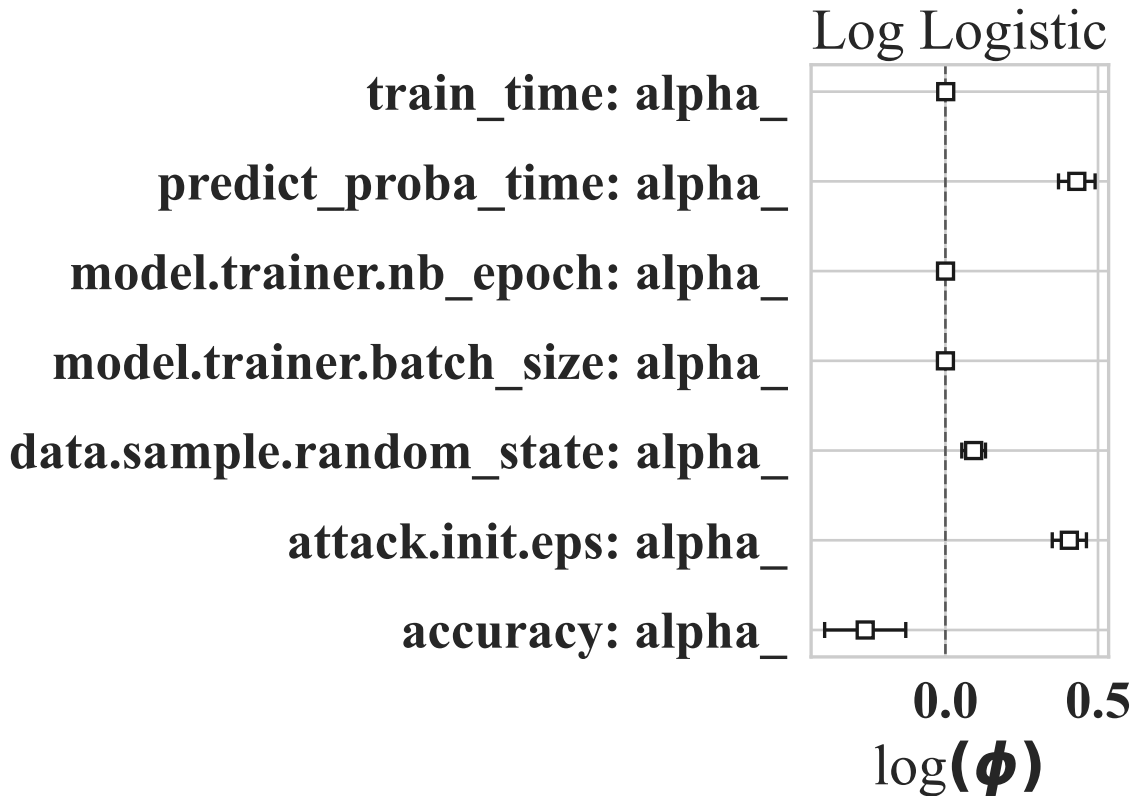 Log Logistic
train_time: alpha_
predict_proba_time: alpha_
model.trainer.nb_epoch: alpha_
model.trainer.batch_size: alpha_
data.sample.random_state: alpha_
attack.init.eps: alpha_
accuracy: alpha_
0.0 0.5
log(ϕ)